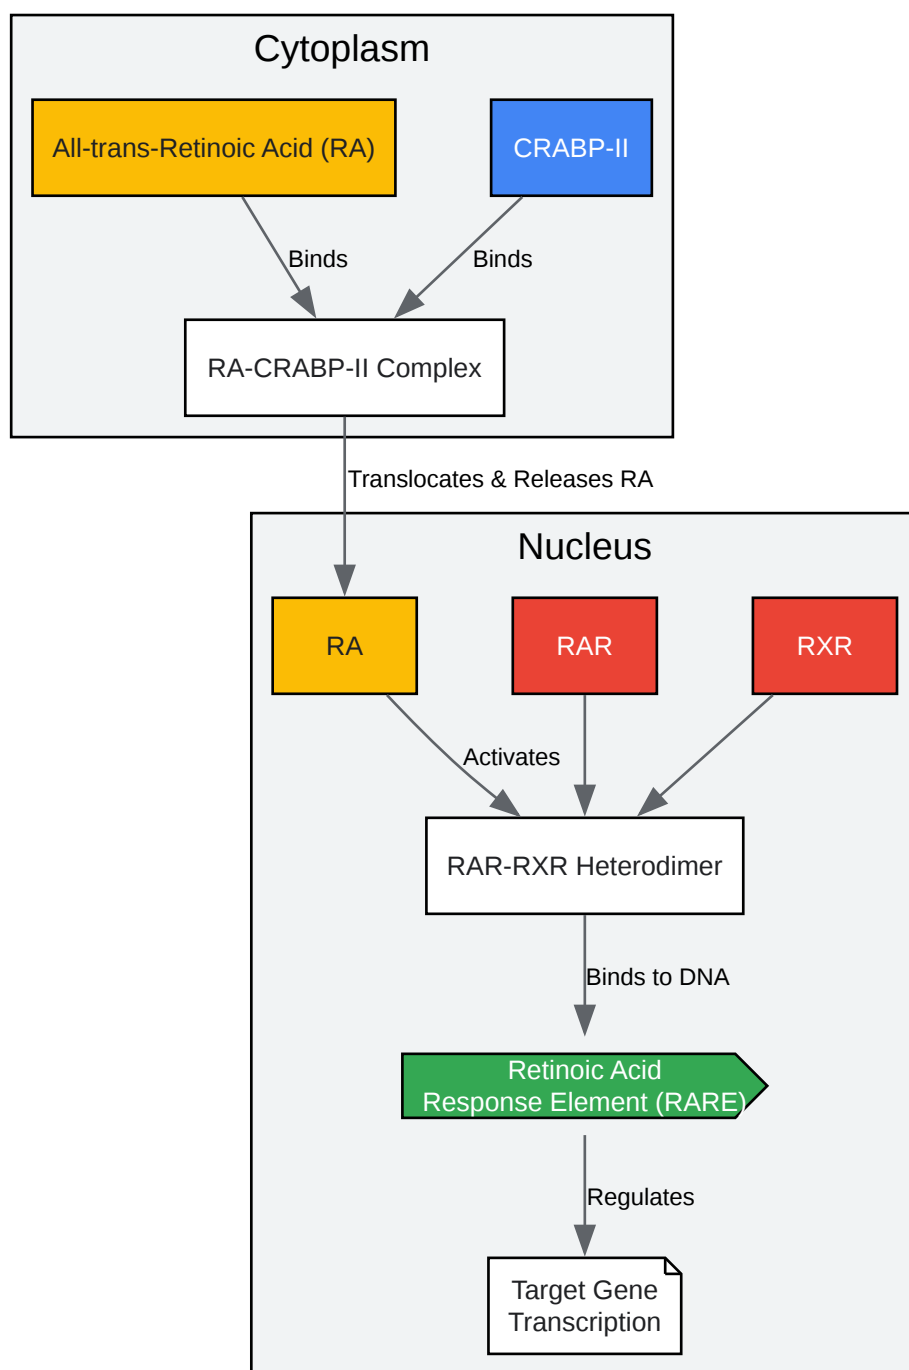 Cytoplasm
All-trans-Retinoic Acid (RA)
CRABP-II
Binds
Binds
RA-CRABP-II Complex
Translocates & Releases RA
Nucleus
RA
RAR
RXR
Activates
RAR-RXR Heterodimer
Binds to DNA
Retinoic Acid
Response Element (RARE)
Regulates
Target Gene
Transcription